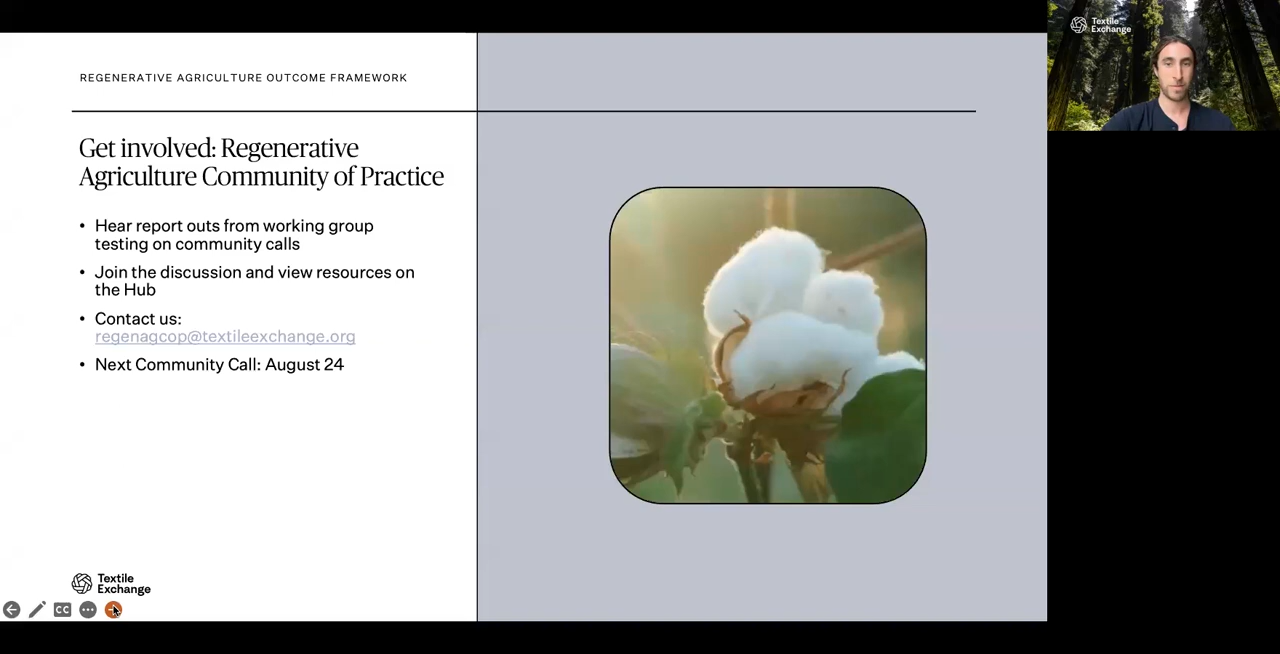 REGENERATIVE AGRICULTURE OUTCOME FRAMEWORK
Get involved: Regenerative
Agriculture Community of Practice
• Hear report outs from working group
testing on community calls
• Join the discussion and view resources on
the Hub
• Contact us:
regenagcop@textileexchange.org
• Next Community Call: August 24
Textile
Exchange
CC
Textile
Exchange